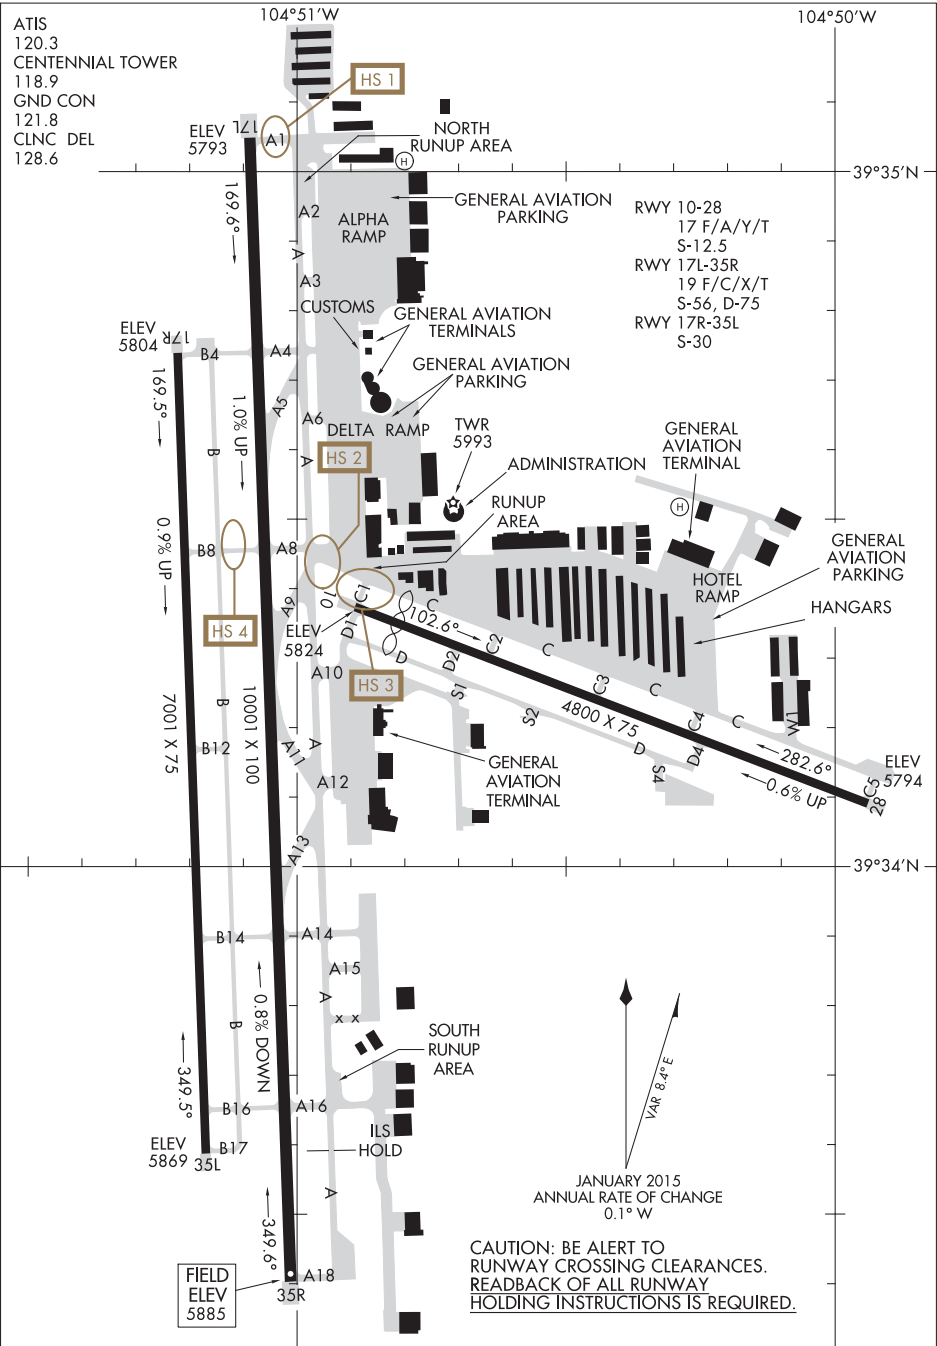 104°51'W
104°50'W
ATIS
120.3
CENTENNIAL TOWER
118.9
GND CON
121.8
CLNC DEL
128.6
HS 1
ELEV
5793
17L
A1
NORTH
RUNUP AREA
H
39°35'N
169.6°
A2
ALPHA
RAMP
GENERAL AVIATION
PARKING
RWY 10-28
17 F/A/Y/T
S-12.5
RWY 17L-35R
19 F/C/X/T
S-56, D-75
RWY 17R-35L
S-30
A
A3
CUSTOMS
GENERAL AVIATION
TERMINALS
ELEV
5804
17R
B4
A4
GENERAL AVIATION
PARKING
169.5°
1.0% UP
A5
A6
DELTA RAMP
TWR
5993
GENERAL
AVIATION
TERMINAL
B
A
HS 2
ADMINISTRATION
RUNUP
AREA
H
0.9% UP
B8
A8
GENERAL
AVIATION
PARKING
HOTEL
RAMP
HANGARS
A9
10
C1
C
HS 4
ELEV
5824
D1
102.6°
C2
C
D
D2
A10
HS 3
S1
C3
C
7001 X 75
10001 X 100
B
S2
4800 X 75
C4
C
W1
B12
A11
A
D
D4
282.6°
ELEV
5794
GENERAL
AVIATION
TERMINAL
A12
S4
0.6% UP
C5
28
A13
39°34'N
B14
A14
A15
A
0.8% DOWN
B
x x
SOUTH
RUNUP
AREA
349.5°
VAR 8.4° E
B16
A16
ILS
HOLD
ELEV
5869
35L
B17
A
JANUARY 2015
ANNUAL RATE OF CHANGE
0.1° W
349.6°
CAUTION: BE ALERT TO
RUNWAY CROSSING CLEARANCES.
READBACK OF ALL RUNWAY
HOLDING INSTRUCTIONS IS REQUIRED.
FIELD
ELEV
5885
A18
35R